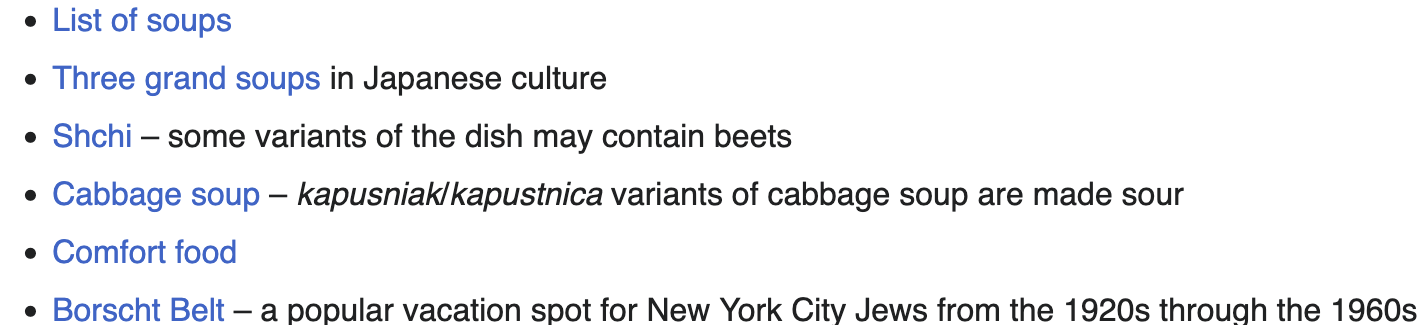 • List of soups
• Three grand soups in Japanese culture
• Shchi – some variants of the dish may contain beets
• Cabbage soup – kapusniak/kapustnica variants of cabbage soup are made sour
• Comfort food
• Borscht Belt – a popular vacation spot for New York City Jews from the 1920s through the 1960s